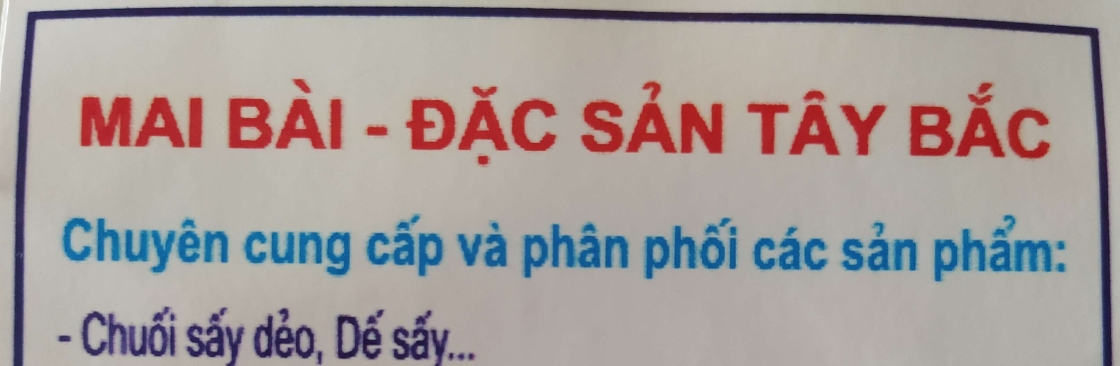 MAI BÀI - ĐẶC SẢN TÂY BẮC
Chuyên cung cấp và phân phối các sản phẩm:
- Chuối sấy dẻo, Dế sấy...